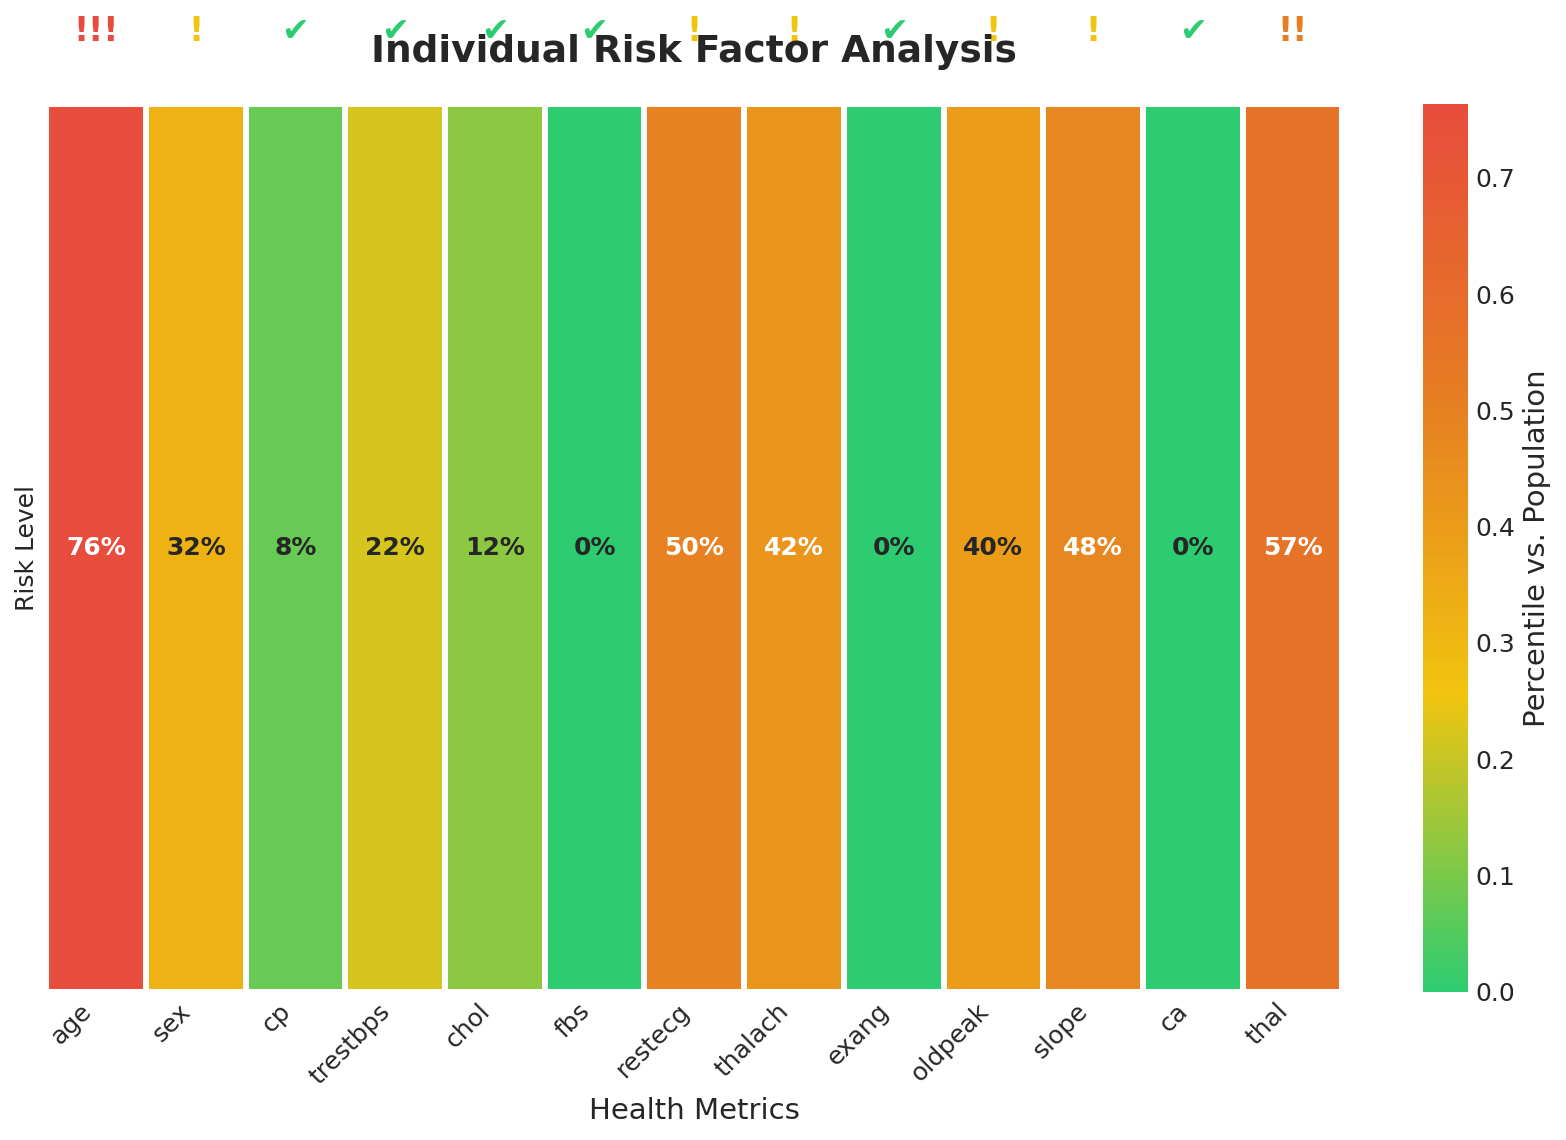 !!! ! ✔ ✔ ✔ ✔ ! ! ✔ ! ! ✔ !!
Individual Risk Factor Analysis
Risk Level
76% 32% 8% 22% 12% 0% 50% 42% 0% 40% 48% 0% 57%
age sex cp trestbps chol fbs restecg thalach exang oldpeak slope ca thal
Health Metrics
0.7
0.6
0.5
0.4
0.3
0.2
0.1
0.0
Percentile vs. Population